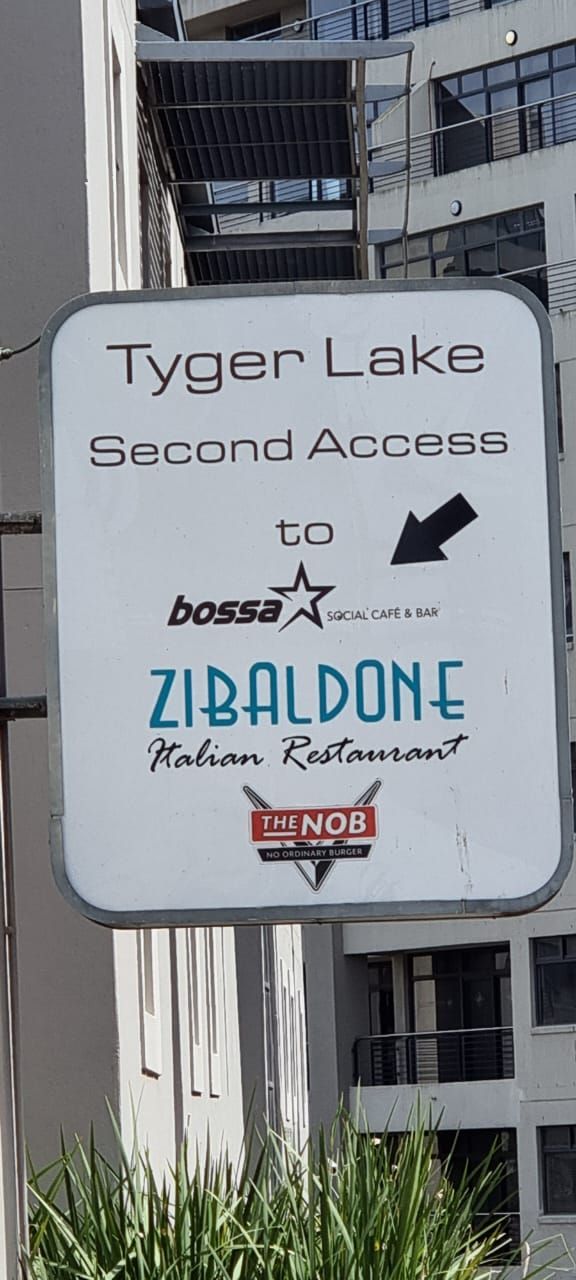 Tyger Lake
Second Access
to
bossa SOCIAL CAFÉ & BAR
ZIBALDONE
Italian Restaurant
THE NOB
NO ORDINARY BURGER